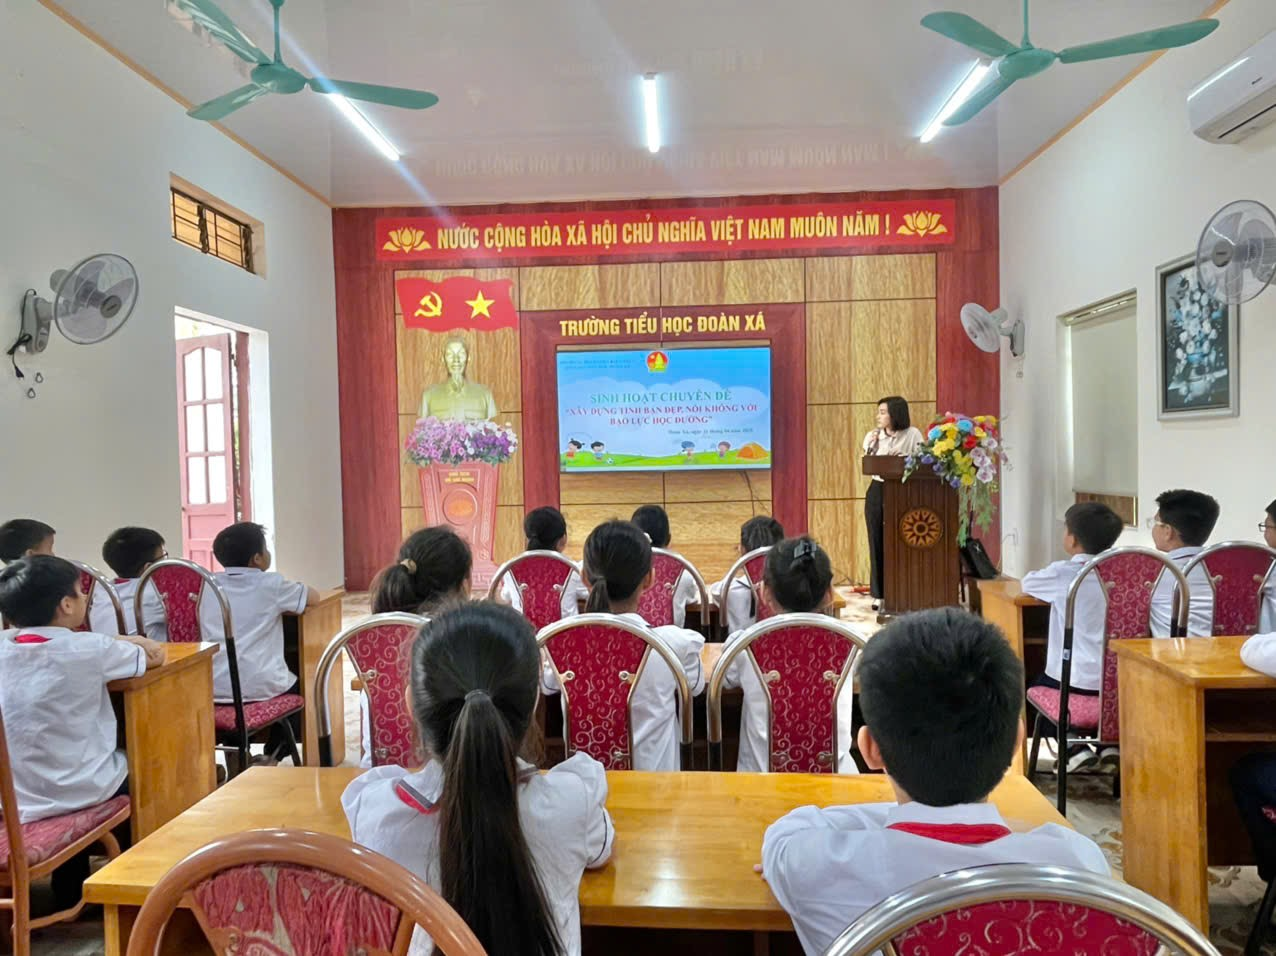 NƯỚC CỘNG HÒA XÃ HỘI CHỦ NGHĨA VIỆT NAM MUÔN NĂM !
TRƯỜNG TIỂU HỌC ĐOÀN XÁ
SINH HOẠT CHUYÊN ĐỀ
"XÂY DỰNG TÌNH BẠN ĐẸP, NÓI KHÔNG VỚI
BẠO LỰC HỌC ĐƯỜNG"